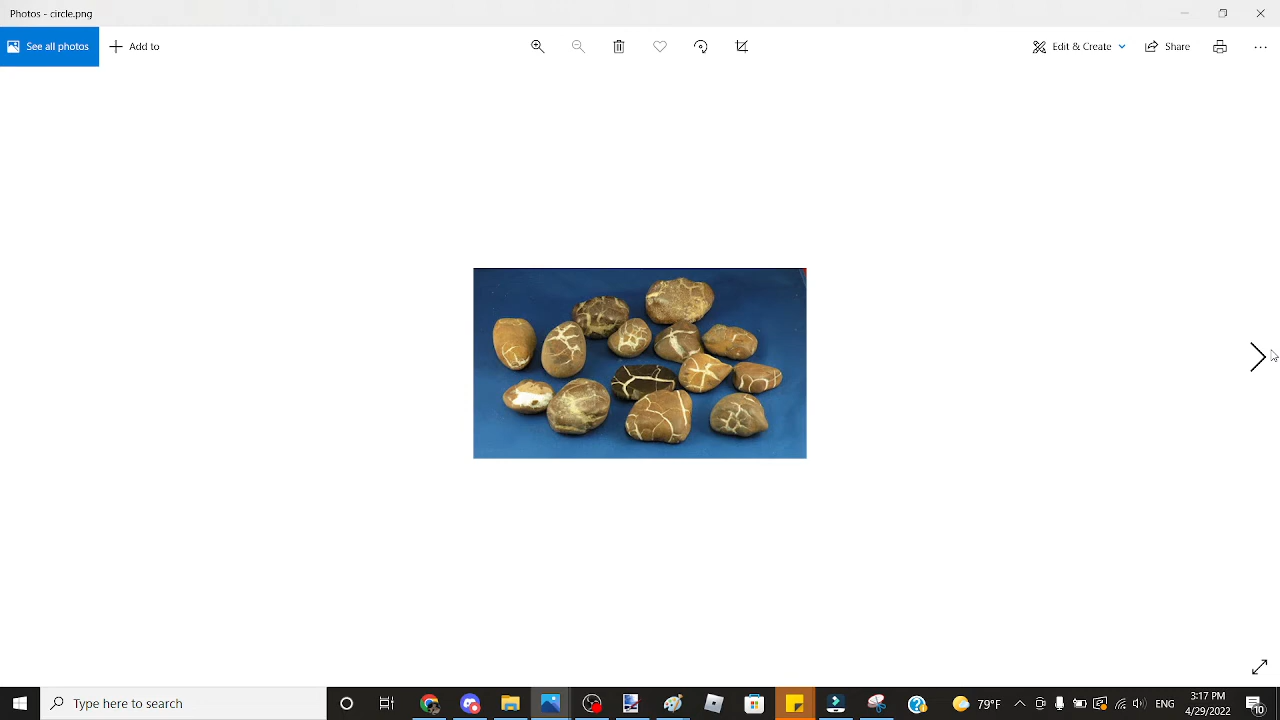 Photos - circle.png
See all photos
Add to
Edit & Create
Share
Type here to search
79°F
ENG
3:17 PM
4/29/2022
10